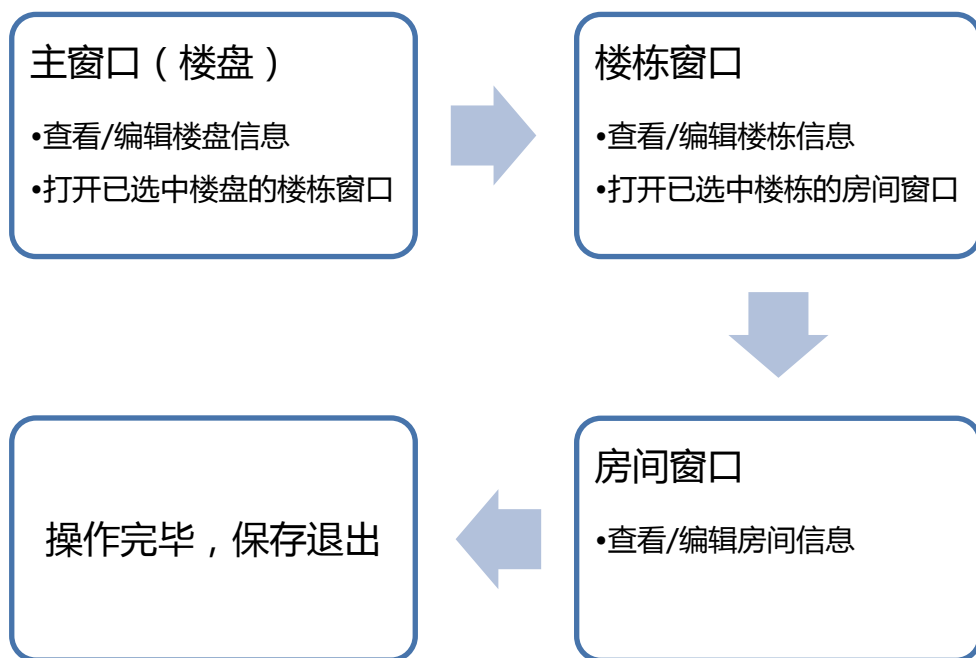 主窗口（楼盘）
•查看/编辑楼盘信息
•打开已选中楼盘的楼栋窗口
楼栋窗口
•查看/编辑楼栋信息
•打开已选中楼栋的房间窗口
房间窗口
•查看/编辑房间信息
操作完毕，保存退出